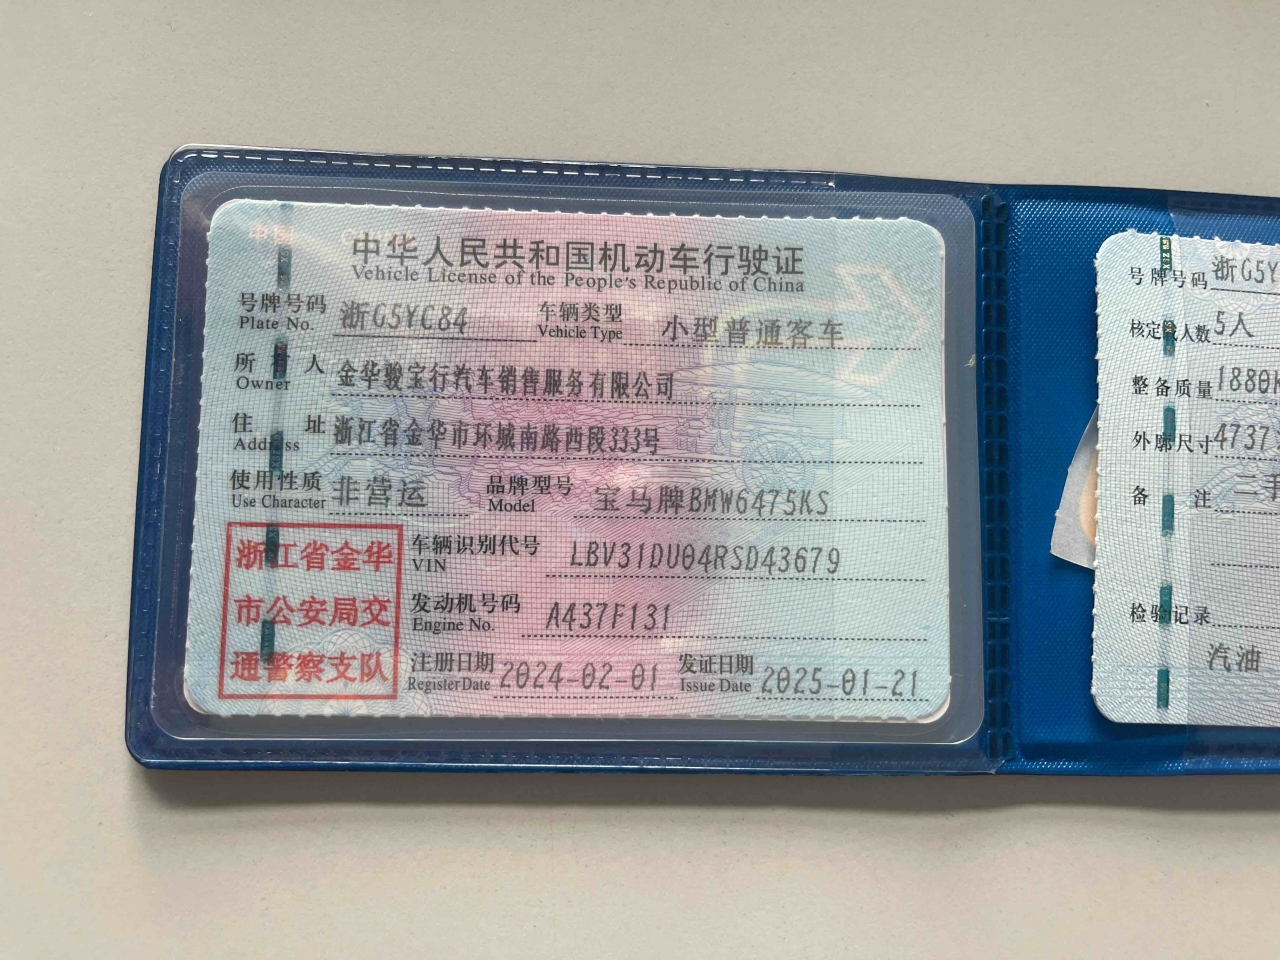 中华人民共和国机动车行驶证
Vehicle License of the People's Republic of China
号牌号码 浙G5YC84 车辆类型 小型普通客车
Plate No. Vehicle Type
所 人 金华骏宝行汽车销售服务有限公司
Owner
住 址 浙江省金华市环城南路西段333号
Address
使用性质 非营运 品牌型号 宝马牌BMW6475KS
Use Character Model
浙江省金华
市公安局交
通警察支队
车辆识别代号 LBV31DU04RSD43679
VIN
发动机号码 A437F131
Engine No.
注册日期 2024-02-01 发证日期 2025-01-21
Register Date Issue Date
号牌号码 浙G5Y
核定 人数 5人
整备质量 1880
外廓尺寸 4737
备 注 二手
检验记录
汽油